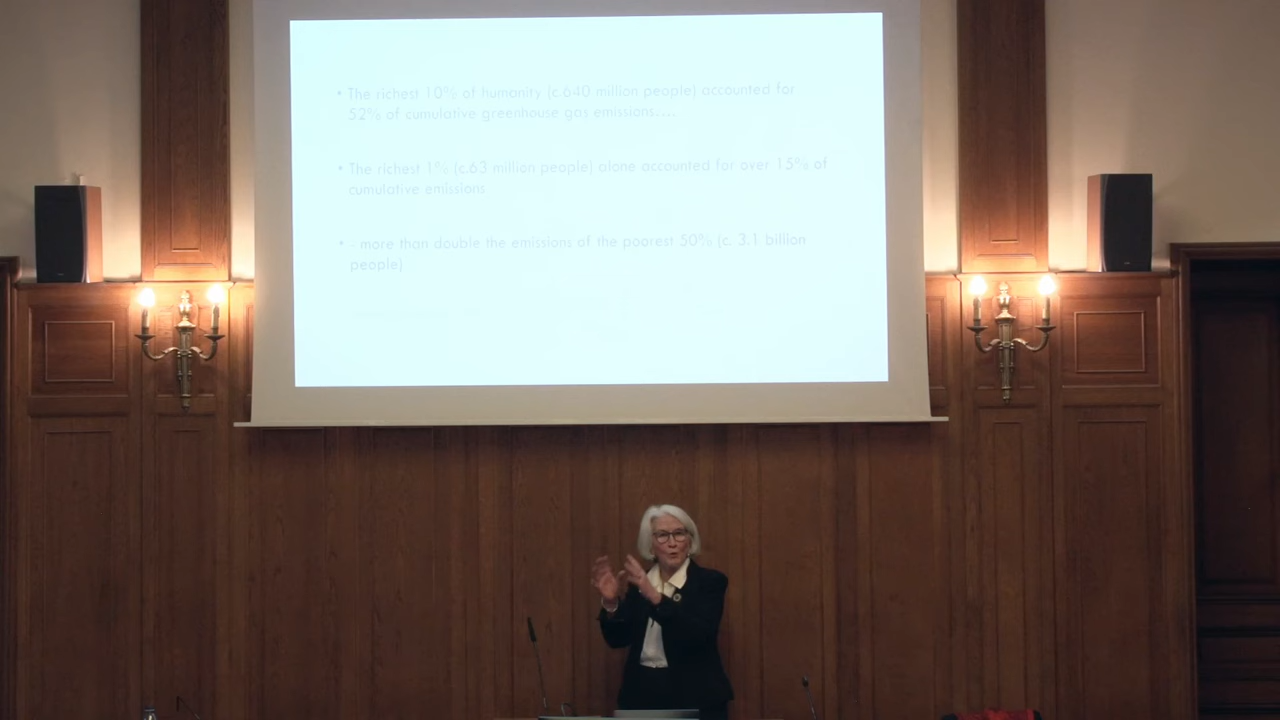 • The richest 10% of humanity (c.640 million people) accounted for
52% of cumulative greenhouse gas emissions....
• The richest 1% (c.63 million people) alone accounted for over 15% of
cumulative emissions
• - more than double the emissions of the poorest 50% (c. 3.1 billion
people)